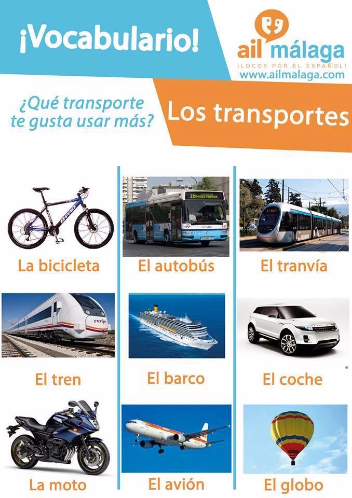 ¡Vocabulario!
ail málaga
¡LOCOS POR EL ESPAÑOL!
www.ailmalaga.com
¿Qué transporte
te gusta usar más?
Los transportes
La bicicleta
El autobús
El tranvía
El tren
El barco
El coche
La moto
El avión
El globo